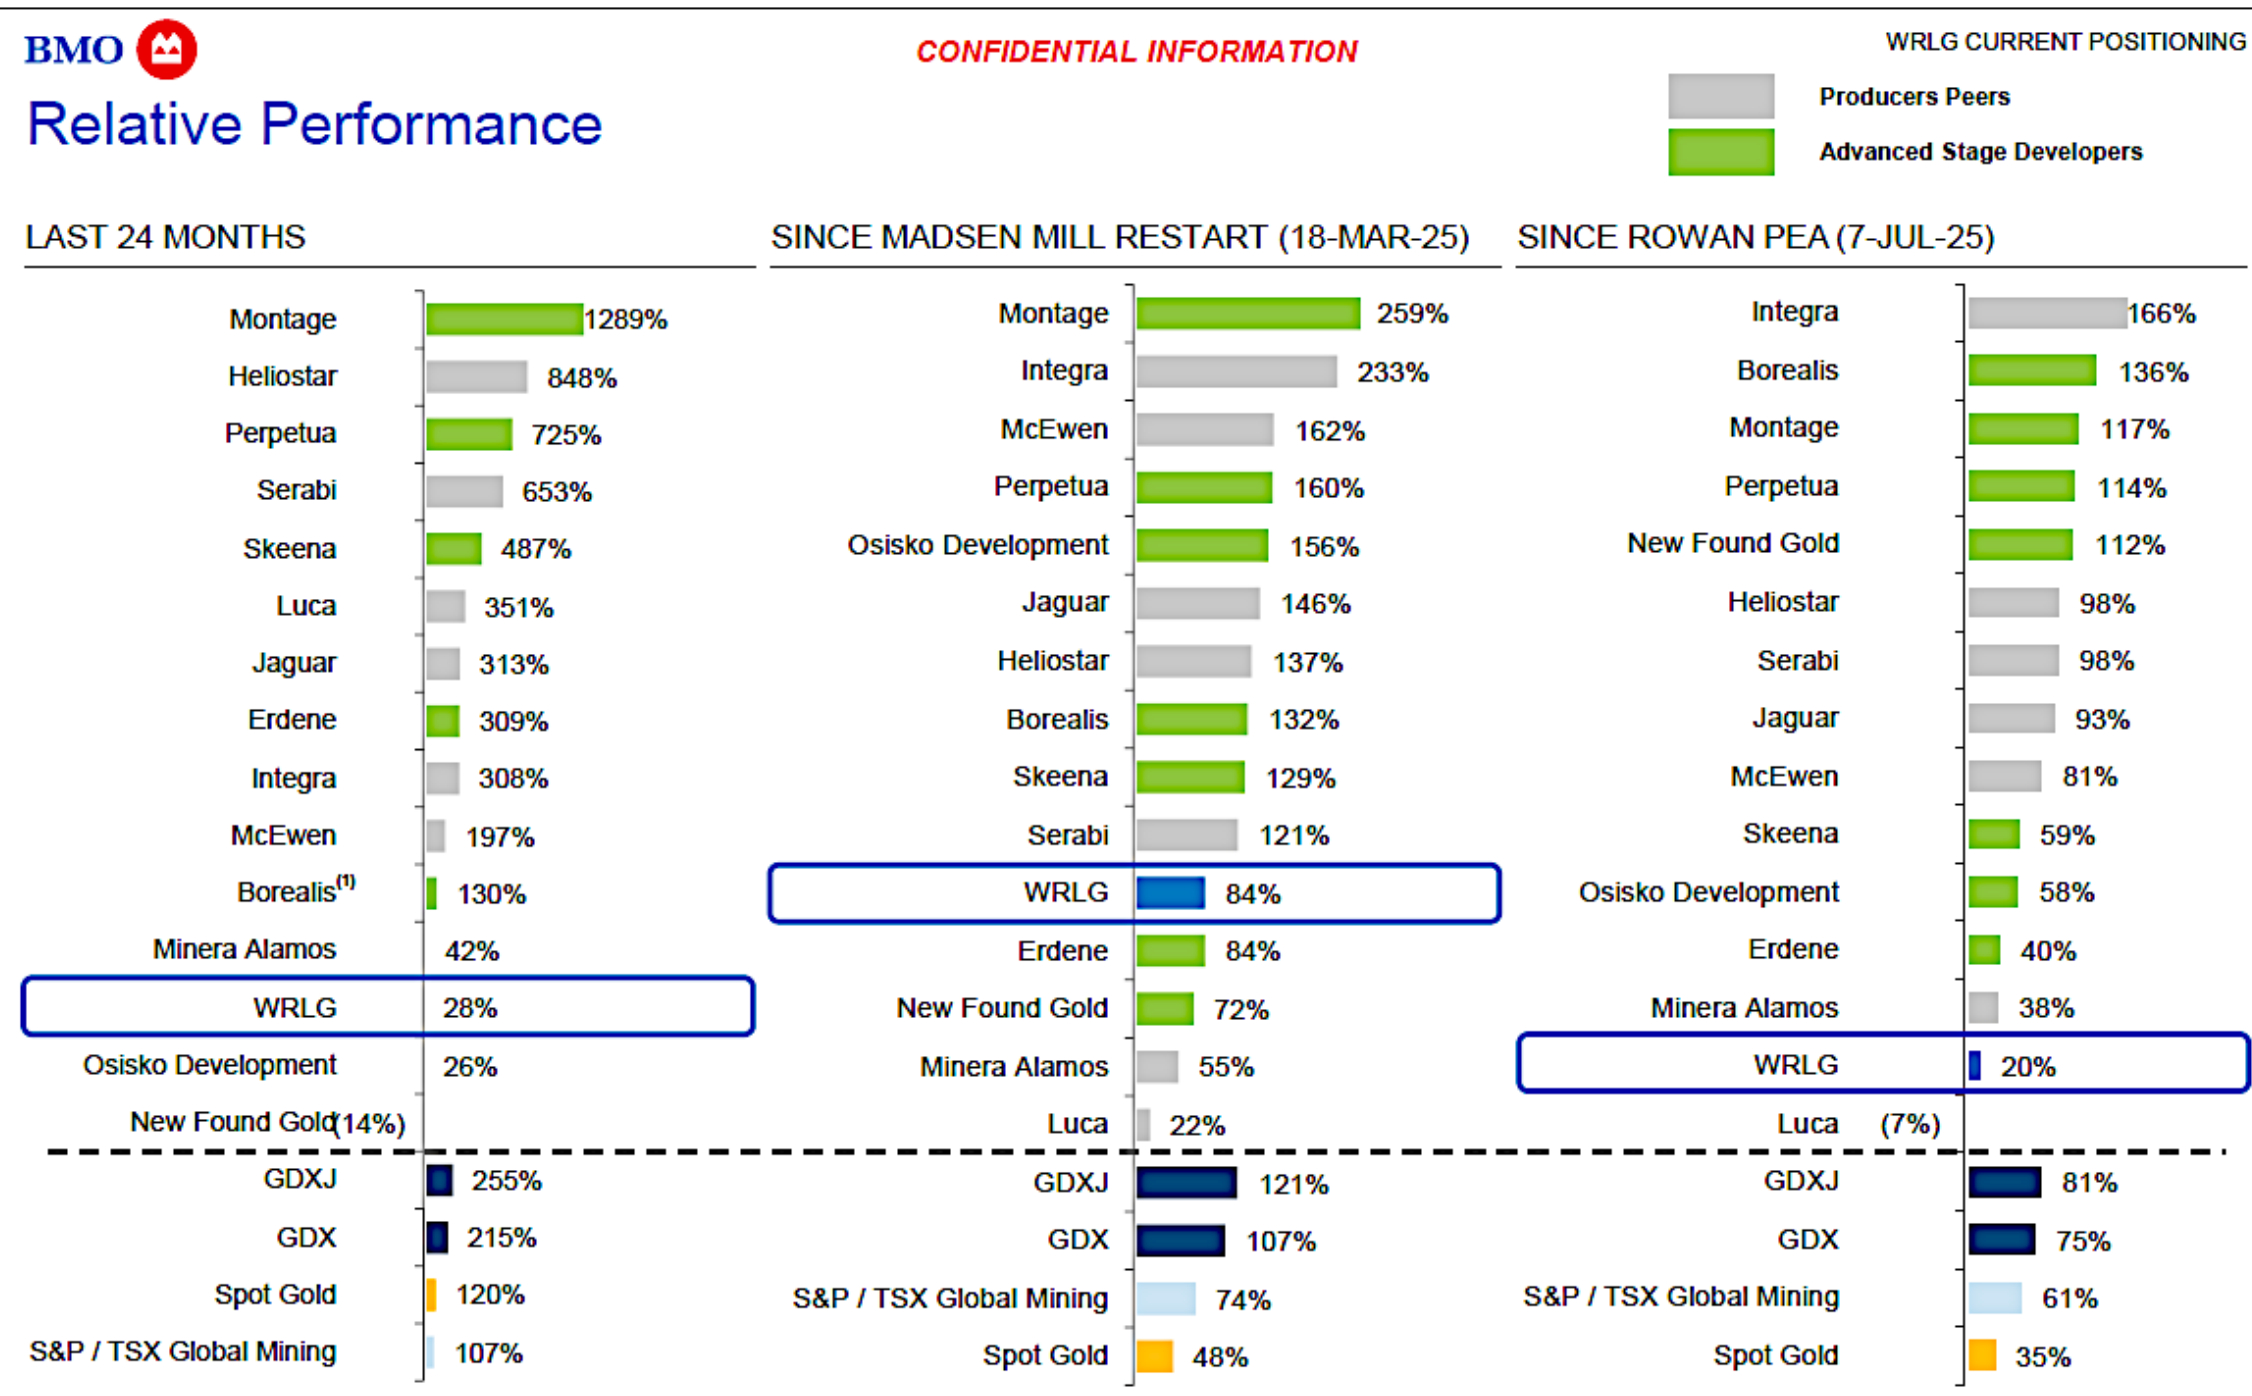 BMO
CONFIDENTIAL INFORMATION
WRLG CURRENT POSITIONING
Relative Performance
Producers Peers
Advanced Stage Developers
LAST 24 MONTHS
Montage 1289%
Heliostar 848%
Perpetua 725%
Serabi 653%
Skeena 487%
Luca 351%
Jaguar 313%
Erdene 309%
Integra 308%
McEwen 197%
Borealis(1) 130%
Minera Alamos 42%
WRLG 28%
Osisko Development 26%
New Found Gold (14%)
GDXJ 255%
GDX 215%
Spot Gold 120%
S&P / TSX Global Mining 107%
SINCE MADSEN MILL RESTART (18-MAR-25)
Montage 259%
Integra 233%
McEwen 162%
Perpetua 160%
Osisko Development 156%
Jaguar 146%
Heliostar 137%
Borealis 132%
Skeena 129%
Serabi 121%
WRLG 84%
Erdene 84%
New Found Gold 72%
Minera Alamos 55%
Luca 22%
GDXJ 121%
GDX 107%
S&P / TSX Global Mining 74%
Spot Gold 48%
SINCE ROWAN PEA (7-JUL-25)
Integra 166%
Borealis 136%
Montage 117%
Perpetua 114%
New Found Gold 112%
Heliostar 98%
Serabi 98%
Jaguar 93%
McEwen 81%
Skeena 59%
Osisko Development 58%
Erdene 40%
Minera Alamos 38%
WRLG 20%
Luca (7%)
GDXJ 81%
GDX 75%
S&P / TSX Global Mining 61%
Spot Gold 35%